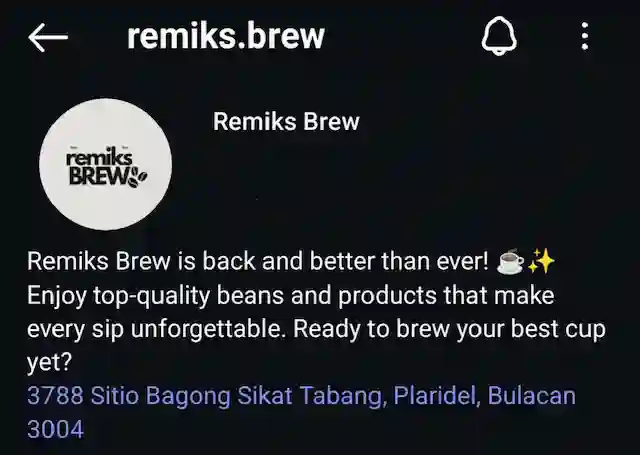 remiks.brew
Remiks Brew
remiks
BREW
Remiks Brew is back and better than ever! ☕✨
Enjoy top-quality beans and products that make
every sip unforgettable. Ready to brew your best cup
yet?
3788 Sitio Bagong Sikat Tabang, Plaridel, Bulacan
3004